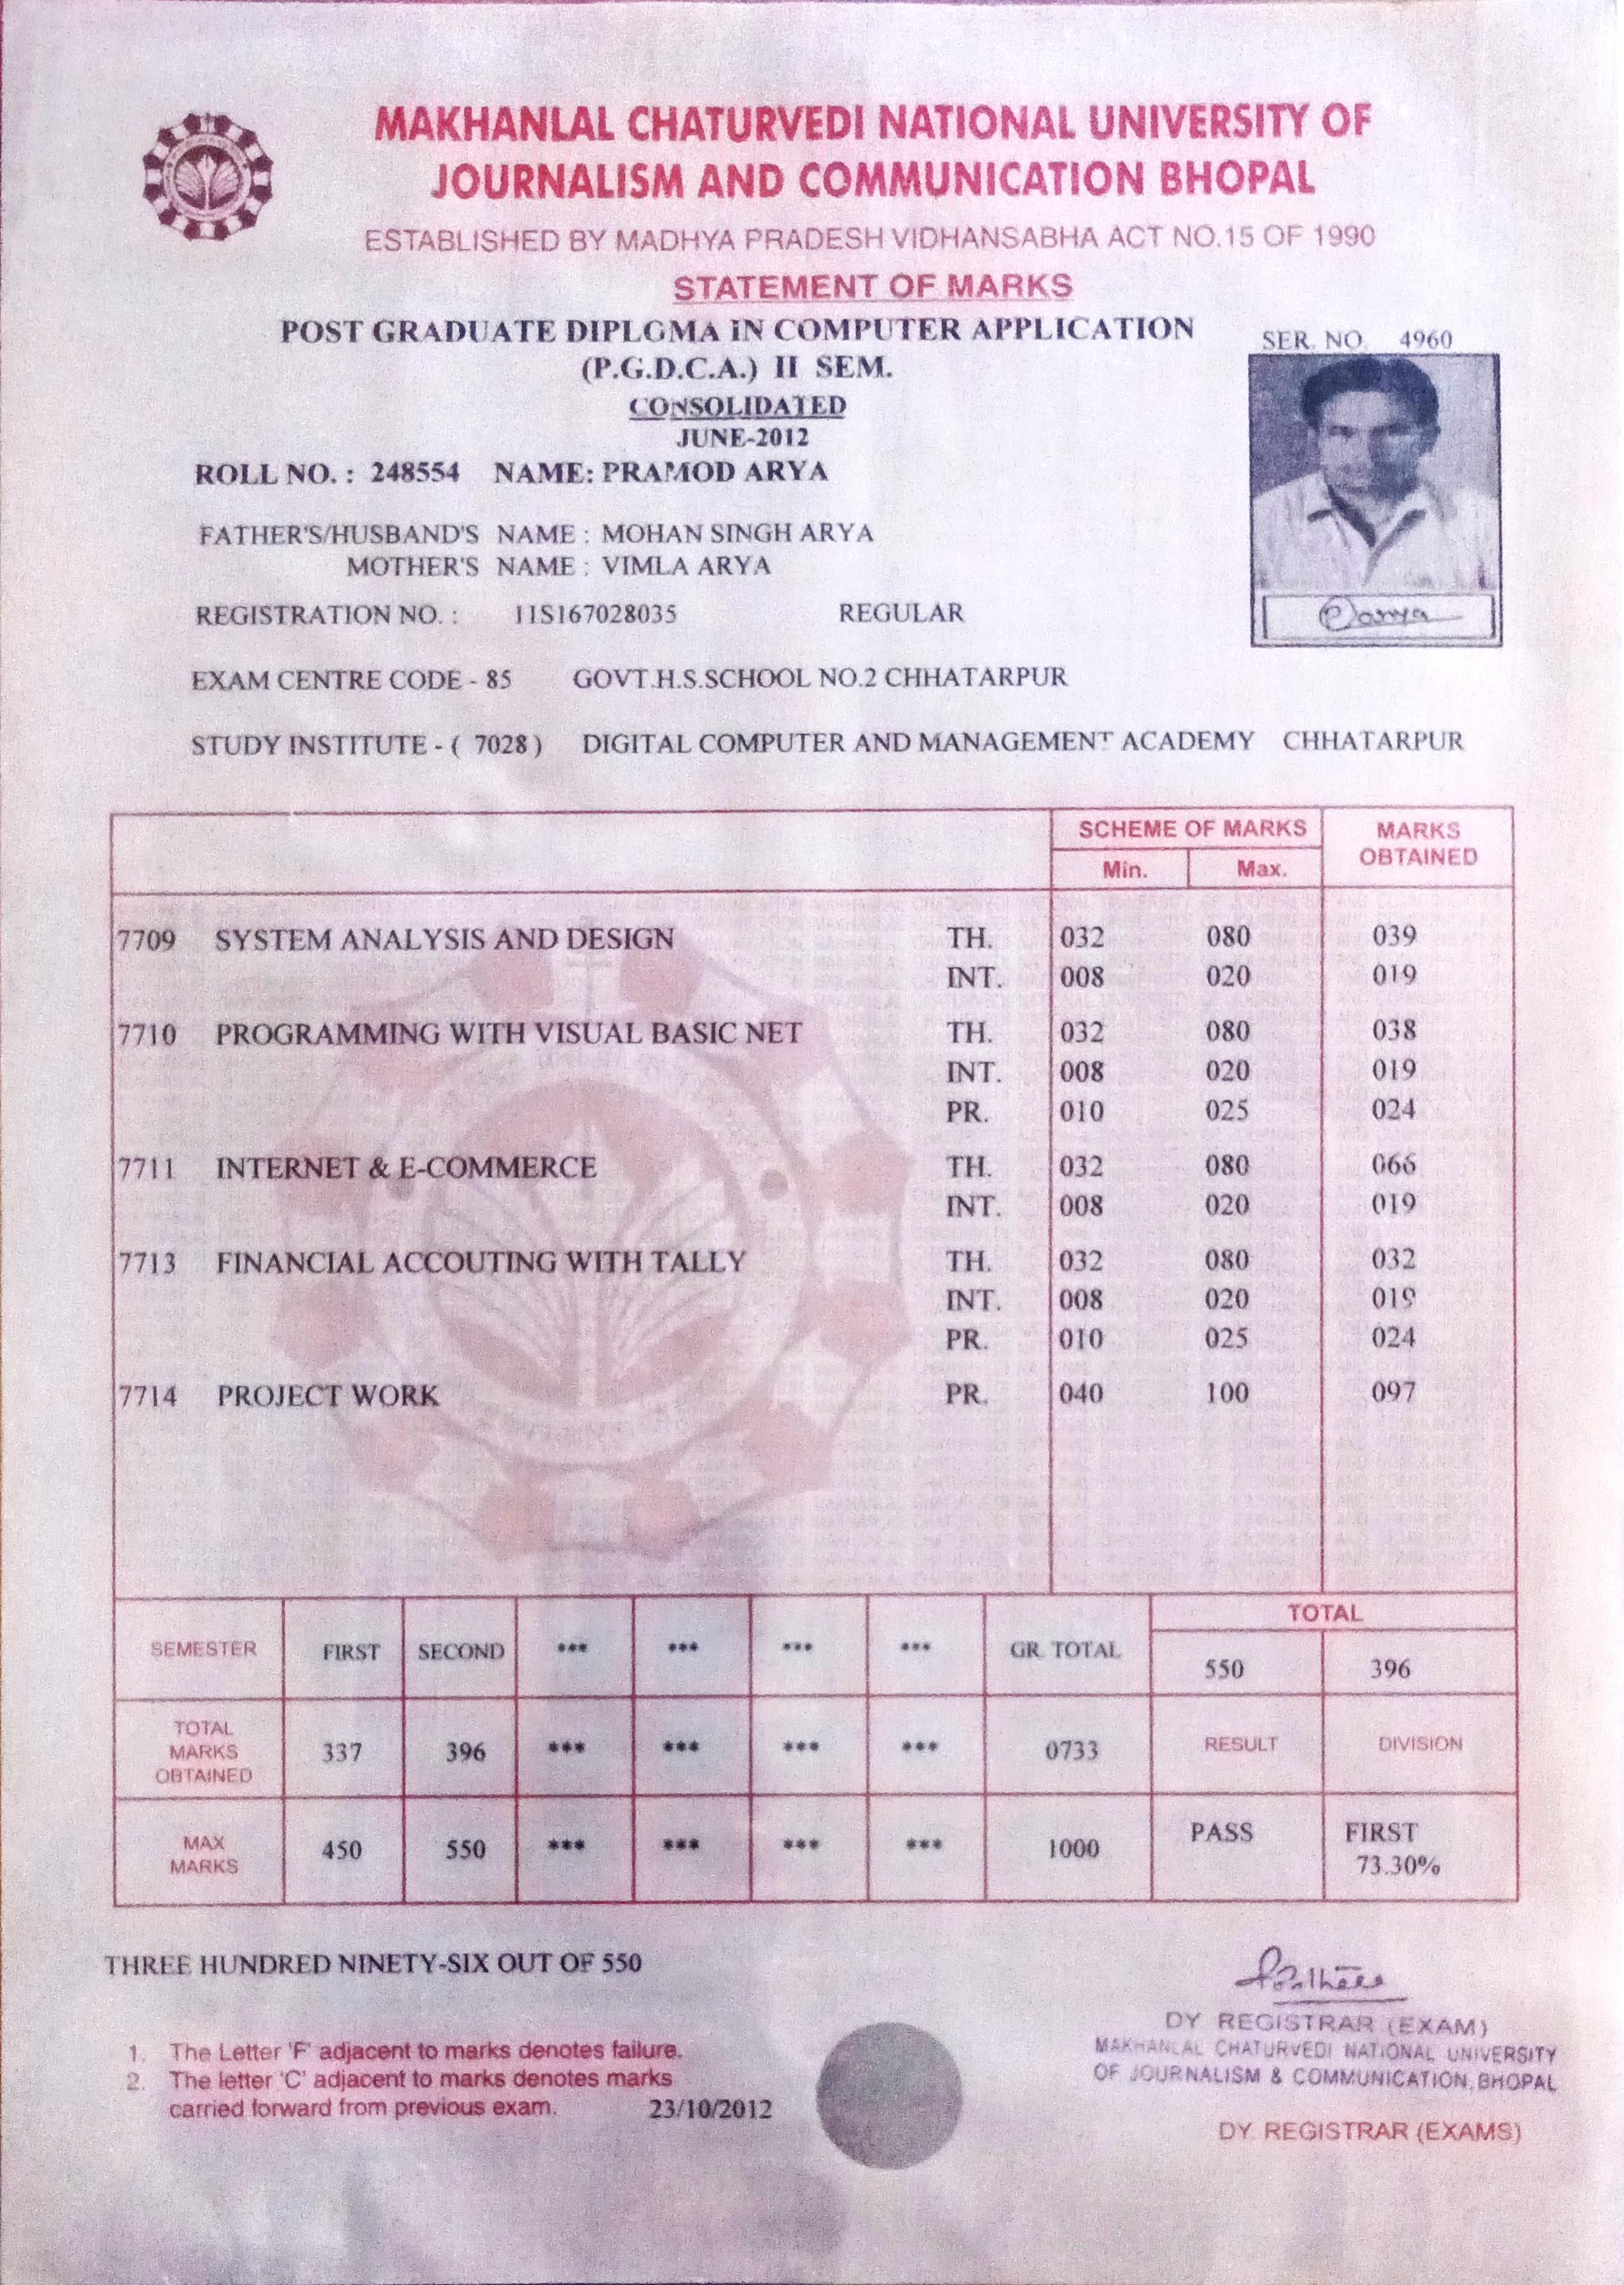 MAKHANLAL CHATURVEDI NATIONAL UNIVERSITY OF
JOURNALISM AND COMMUNICATION BHOPAL
ESTABLISHED BY MADHYA PRADESH VIDHANSABHA ACT NO.15 OF 1990
STATEMENT OF MARKS
POST GRADUATE DIPLOMA IN COMPUTER APPLICATION
SER. NO. 4960
(P.G.D.C.A.) II SEM.
CONSOLIDATED
JUNE-2012
ROLL NO. : 248554 NAME: PRAMOD ARYA
FATHER'S/HUSBAND'S NAME : MOHAN SINGH ARYA
MOTHER'S NAME : VIMLA ARYA
REGISTRATION NO. : 11S167028035 REGULAR
Parya
EXAM CENTRE CODE - 85 GOVT.H.S.SCHOOL NO.2 CHHATARPUR
STUDY INSTITUTE - ( 7028 ) DIGITAL COMPUTER AND MANAGEMENT ACADEMY CHHATARPUR
SCHEME OF MARKS MARKS OBTAINED
Min. Max.
7709 SYSTEM ANALYSIS AND DESIGN TH. 032 080 039
INT. 008 020 019
7710 PROGRAMMING WITH VISUAL BASIC NET TH. 032 080 038
INT. 008 020 019
PR. 010 025 024
7711 INTERNET & E-COMMERCE TH. 032 080 066
INT. 008 020 019
7713 FINANCIAL ACCOUTING WITH TALLY TH. 032 080 032
INT. 008 020 019
PR. 010 025 024
7714 PROJECT WORK PR. 040 100 097
TOTAL
SEMESTER FIRST SECOND *** *** *** *** GR. TOTAL 550 396
TOTAL MARKS OBTAINED 337 396 *** *** *** *** 0733 RESULT DIVISION
MAX MARKS 450 550 *** *** *** *** 1000 PASS FIRST
73.30%
THREE HUNDRED NINETY-SIX OUT OF 550
DY REGISTRAR (EXAM)
MAKHANLAL CHATURVEDI NATIONAL UNIVERSITY
OF JOURNALISM & COMMUNICATION, BHOPAL
1. The Letter 'F' adjacent to marks denotes failure.
2. The letter 'C' adjacent to marks denotes marks
carried forward from previous exam. 23/10/2012
DY REGISTRAR (EXAMS)